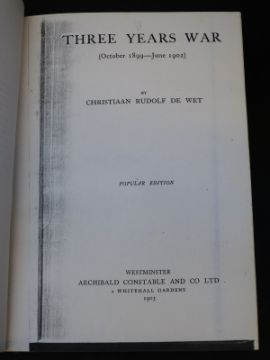 THREE YEARS WAR
(October 1899—June 1902)
BY
CHRISTIAAN RUDOLF DE WET
POPULAR EDITION
WESTMINSTER
ARCHIBALD CONSTABLE AND CO LTD
2 WHITEHALL GARDENS
1903